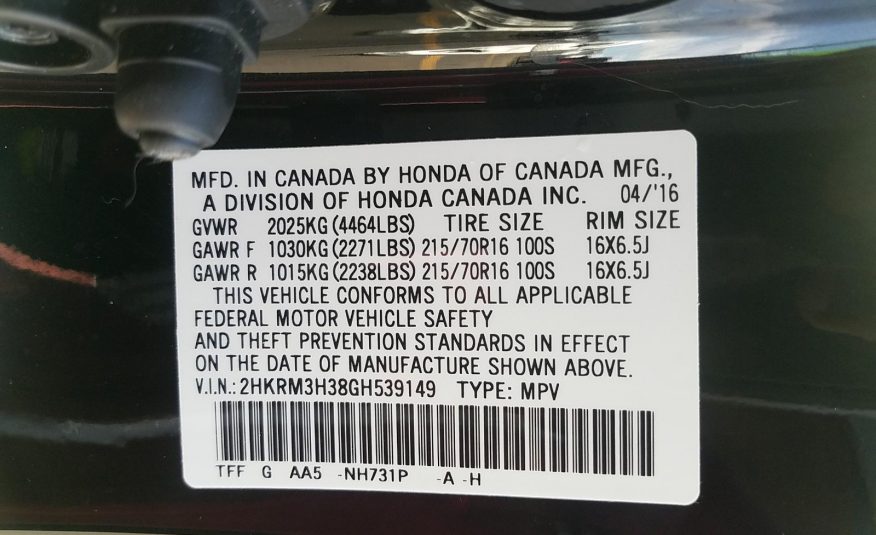 MFD. IN CANADA BY HONDA OF CANADA MFG.,
A DIVISION OF HONDA CANADA INC. 04/'16
GVWR 2025KG (4464LBS) TIRE SIZE RIM SIZE
GAWR F 1030KG (2271LBS) 215/70R16 100S 16X6.5J
GAWR R 1015KG (2238LBS) 215/70R16 100S 16X6.5J
THIS VEHICLE CONFORMS TO ALL APPLICABLE
FEDERAL MOTOR VEHICLE SAFETY
AND THEFT PREVENTION STANDARDS IN EFFECT
ON THE DATE OF MANUFACTURE SHOWN ABOVE.
V.I.N.: 2HKRM3H38GH539149 TYPE: MPV
TFF G AA5 -NH731P -A -H